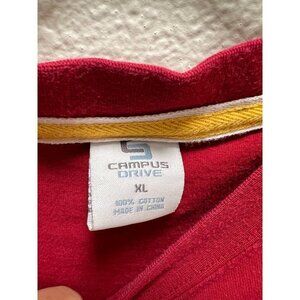 CAMPUS
DRIVE
XL
100% COTTON
MADE IN CHINA